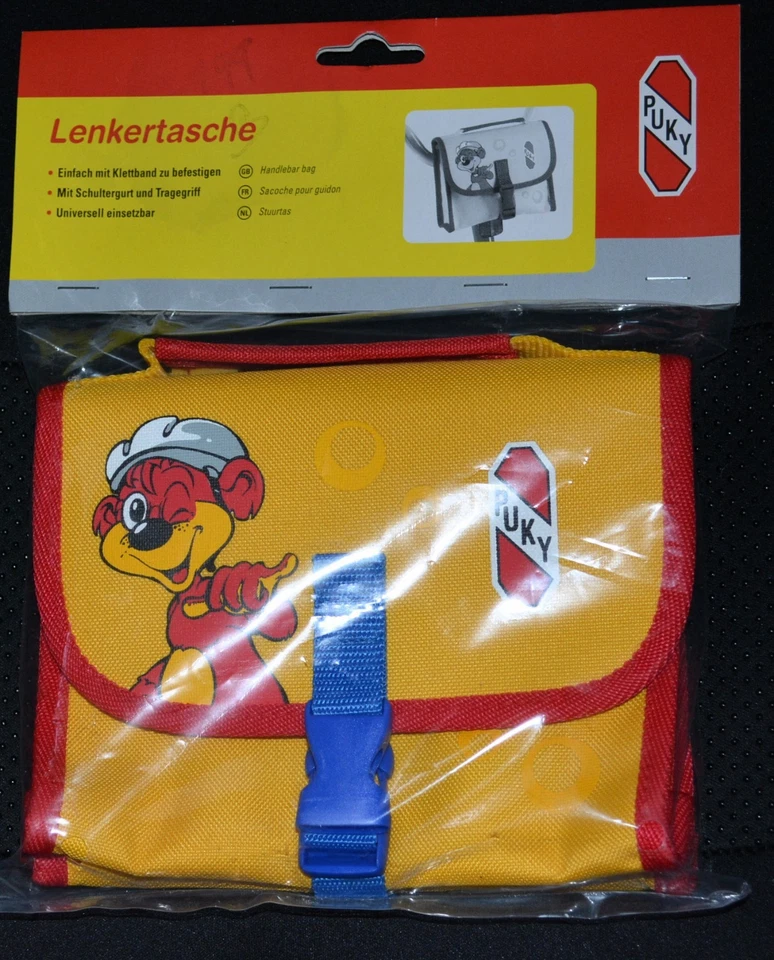 Lenkertasche
• Einfach mit Klettband zu befestigen
• Mit Schultergurt und Tragegriff
• Universell einsetzbar
GB Handlebar bag
FR Sacoche pour guidon
NL Stuurtas
PUKY
PUKY